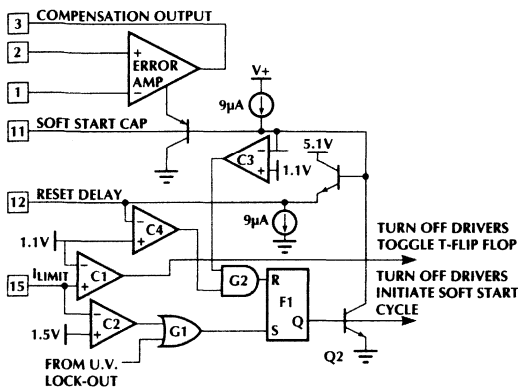 3 COMPENSATION OUTPUT
2
+
ERROR
AMP
1
−
V+
9μA
11 SOFT START CAP
5.1V
−
C3
+
1.1V
12 RESET DELAY
−
C4
+
9μA
1.1V
TURN OFF DRIVERS
TOGGLE T-FLIP FLOP
−
C1
+
15 ILIMIT
G2
R
F1
TURN OFF DRIVERS
INITIATE SOFT START
CYCLE
−
C2
+
1.5V
G1
S
Q
Q2
FROM U.V.
LOCK-OUT